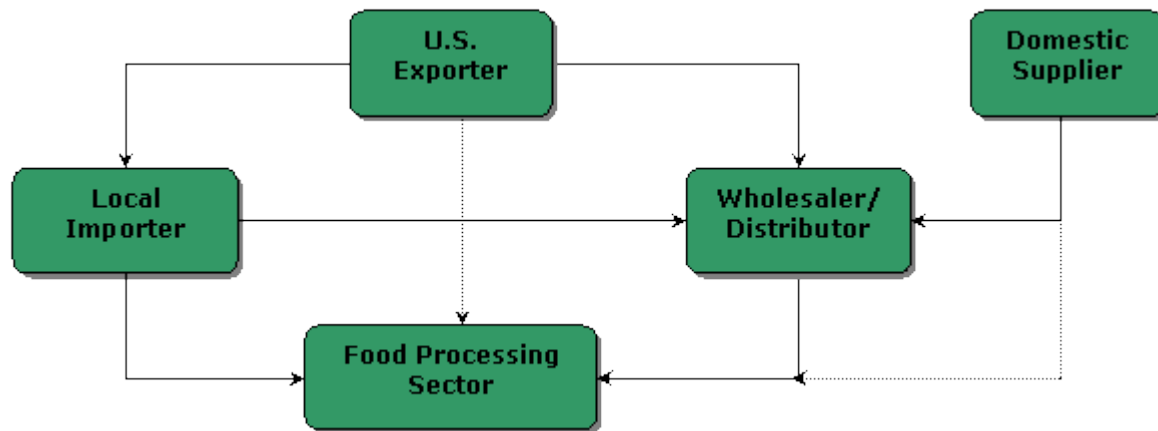 U.S.
Exporter
Domestic
Supplier
Local
Importer
Wholesaler/
Distributor
Food Processing
Sector